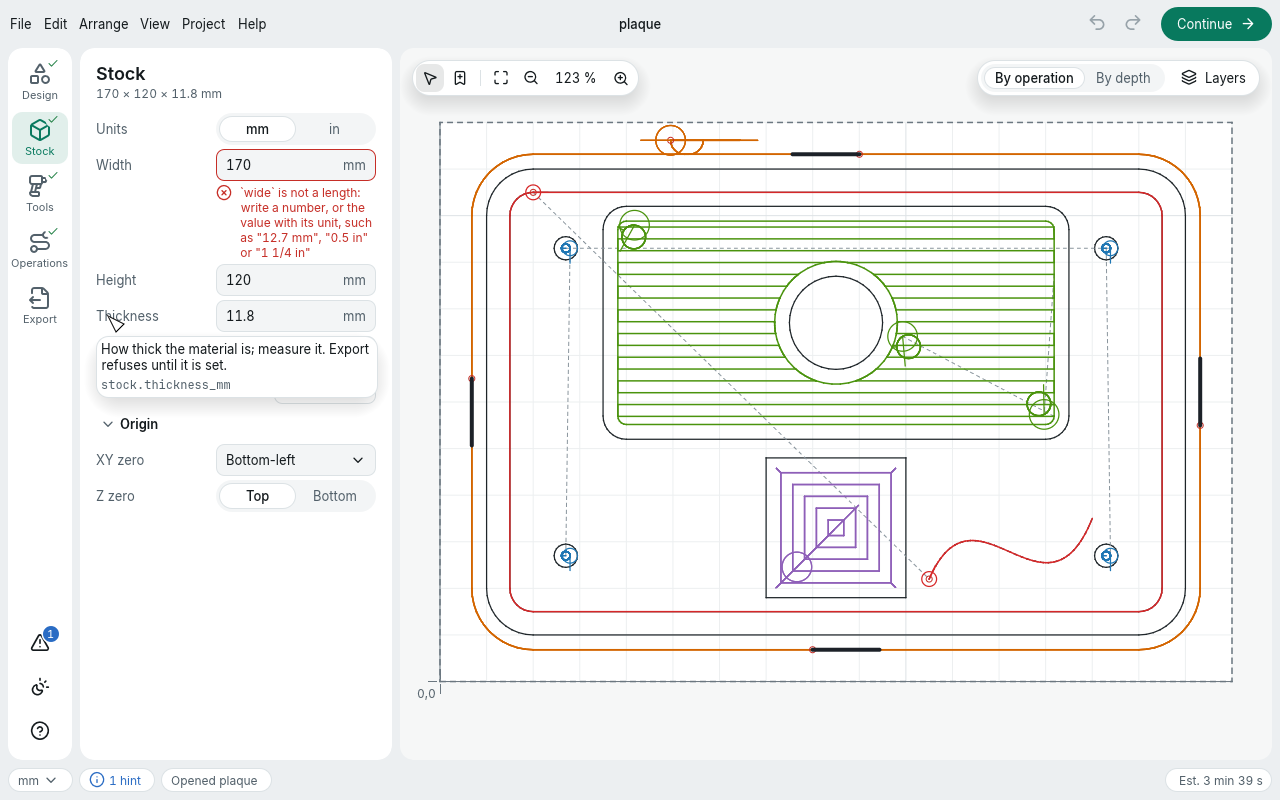 File Edit Arrange View Project Help
plaque
Continue
Design
Stock
Tools
Operations
Export
1
Stock
170 × 120 × 11.8 mm
Units mm in
Width 170 mm
`wide` is not a length:
write a number, or the
value with its unit, such
as "12.7 mm", "0.5 in"
or "1 1/4 in"
Height 120 mm
Thickness 11.8 mm
How thick the material is; measure it. Export
refuses until it is set.
stock.thickness_mm
Origin
XY zero Bottom-left
Z zero Top Bottom
123 %
By operation By depth Layers
0,0
mm
1 hint
Opened plaque
Est. 3 min 39 s